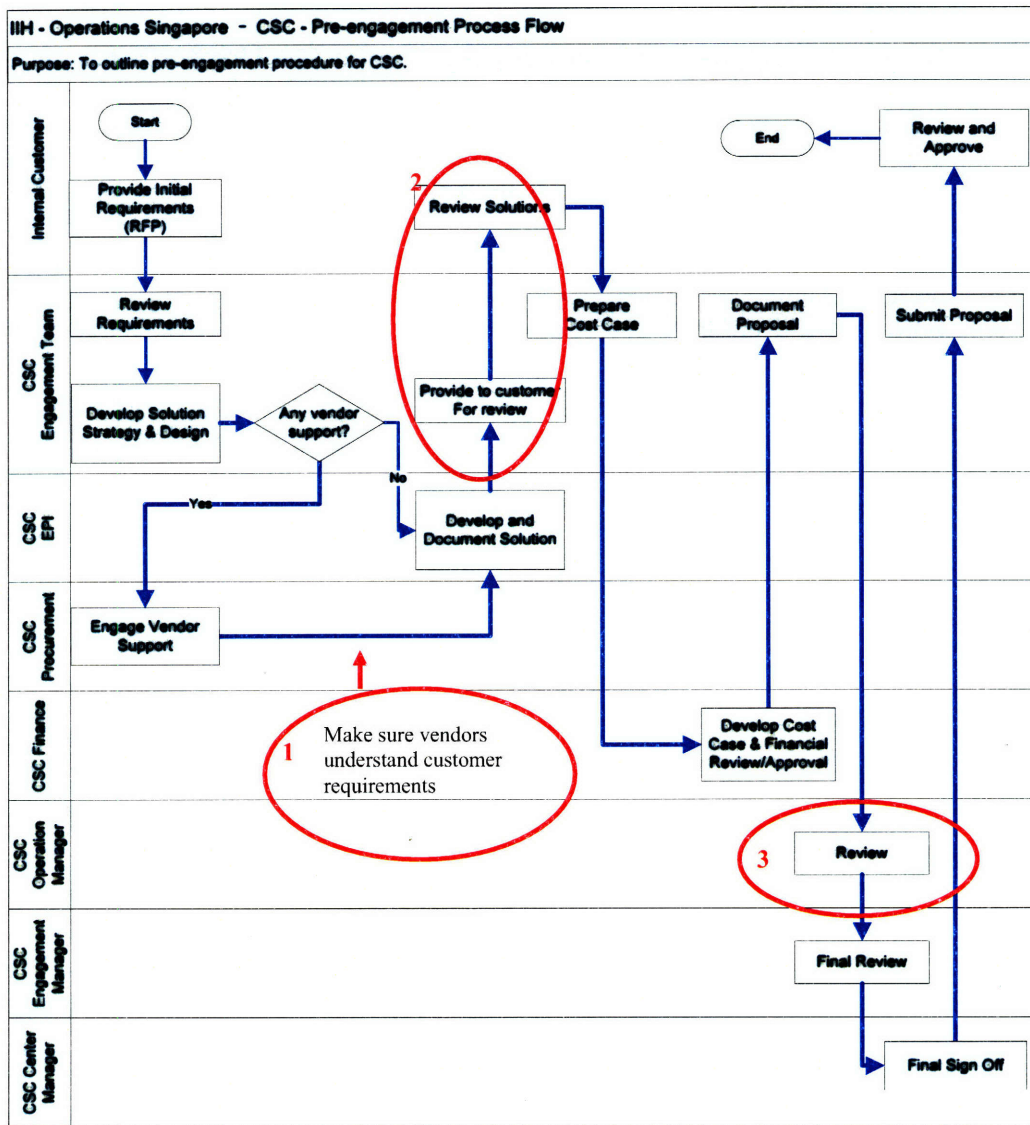 IIH - Operations Singapore - CSC - Pre-engagement Process Flow
Purpose: To outline pre-engagement procedure for CSC.
Internal Customer
Start
Provide Initial
Requirements
(RFP)
2
Review Solutions
End
Review and
Approve
CSC
Engagement Team
Review
Requirements
Prepare
Cost Case
Document
Proposal
Submit Proposal
Develop Solution
Strategy & Design
Any vendor
support?
Provide to customer
For review
No
Yes
CSC
EPI
Develop and
Document Solution
CSC
Procurement
Engage Vendor
Support
CSC Finance
1
Make sure vendors
understand customer
requirements
Develop Cost
Case & Financial
Review/Approval
CSC
Operation
Manager
3
Review
CSC
Engagement
Manager
Final Review
CSC Center
Manager
Final Sign Off